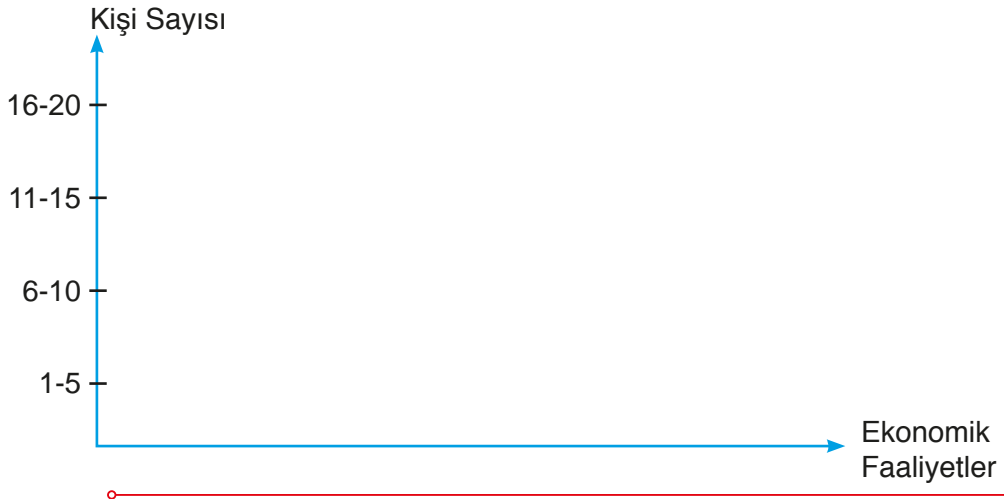 Kişi Sayısı
16-20
11-15
6-10
1-5
Ekonomik
Faaliyetler